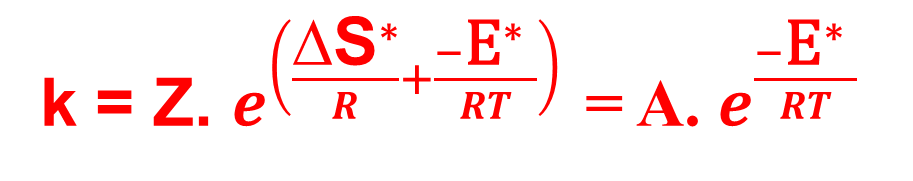 k = Z. e^(ΔS*/R + −E*/RT) = A. e^(−E*/RT)